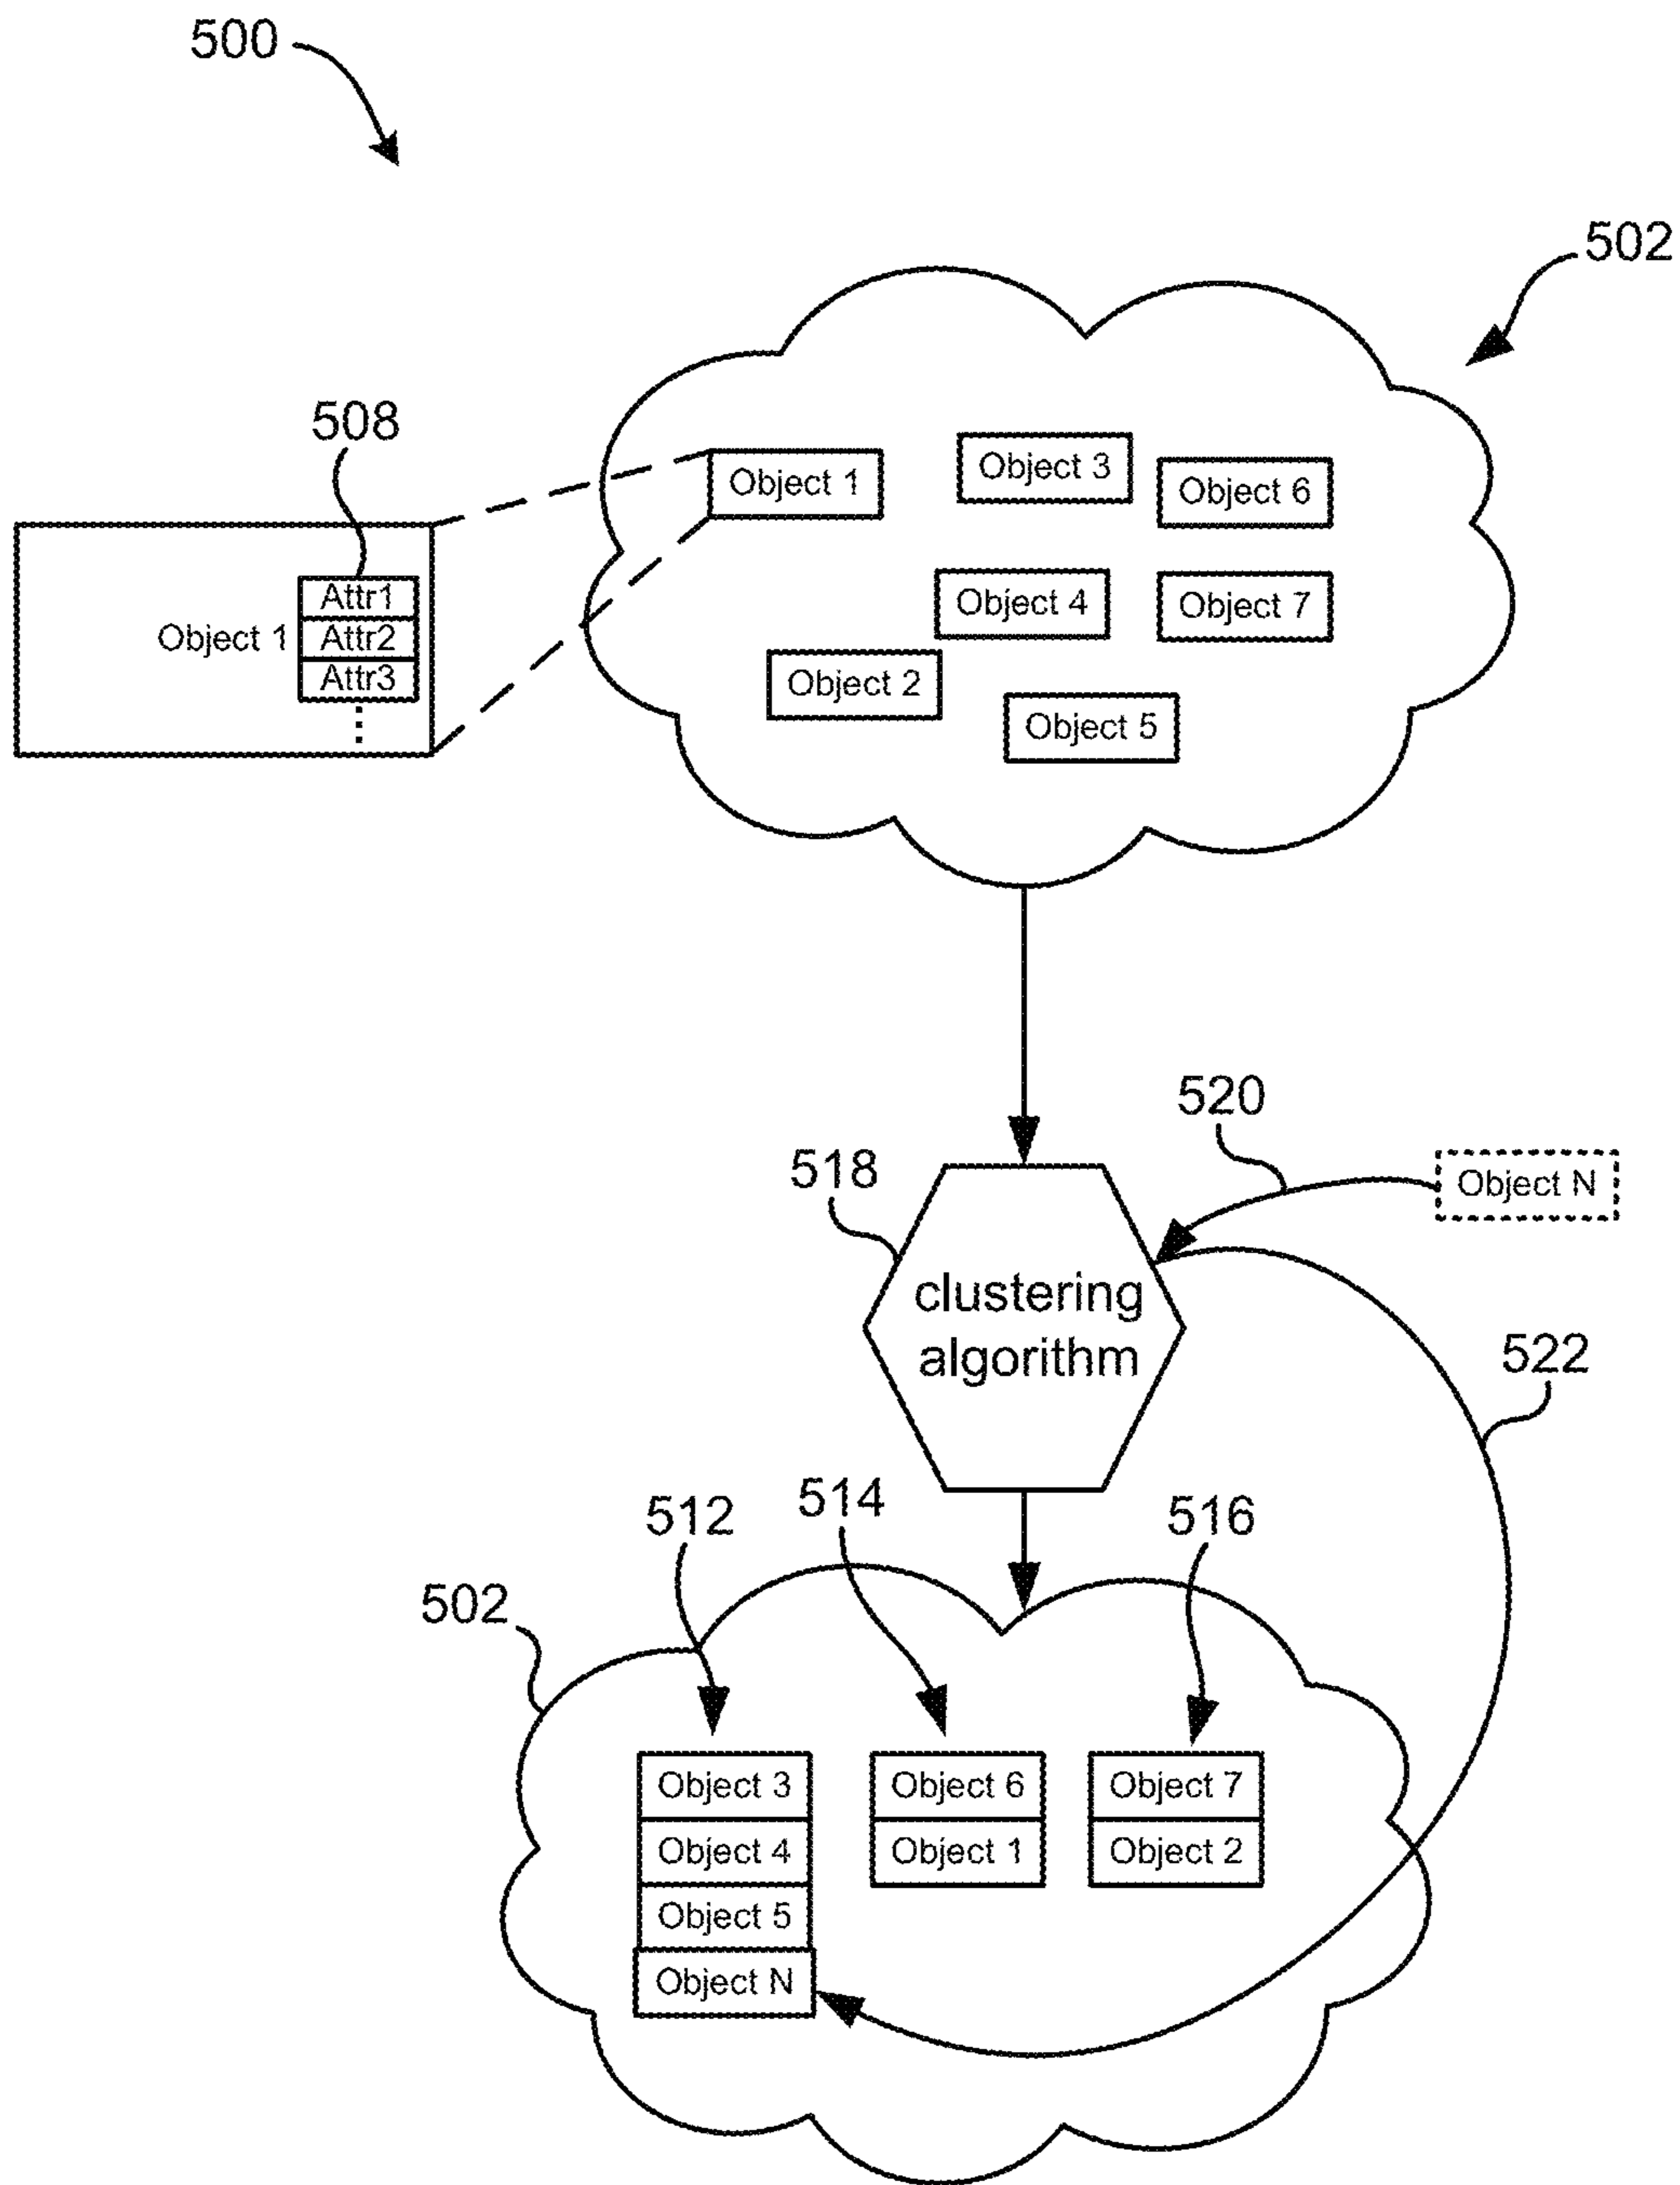 500
502
508
Object 1
Object 3
Object 6
Attr1
Object 1
Attr2
Attr3
Object 4
Object 7
Object 2
Object 5
520
518
Object N
clustering
algorithm
522
512
514
516
502
Object 3
Object 6
Object 7
Object 4
Object 1
Object 2
Object 5
Object N